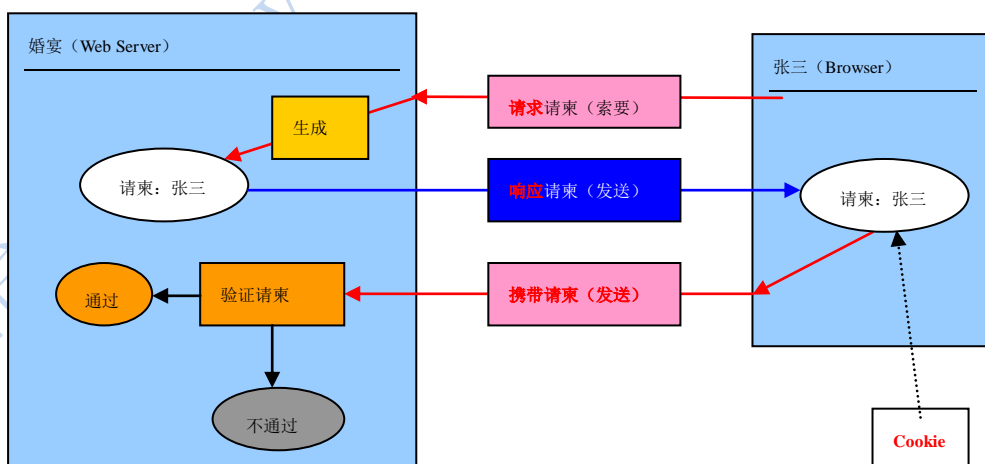 婚宴（Web Server）
张三（Browser）
请求请柬（索要）
生成
请柬：张三
响应请柬（发送）
请柬：张三
通过
验证请柬
携带请柬（发送）
不通过
Cookie